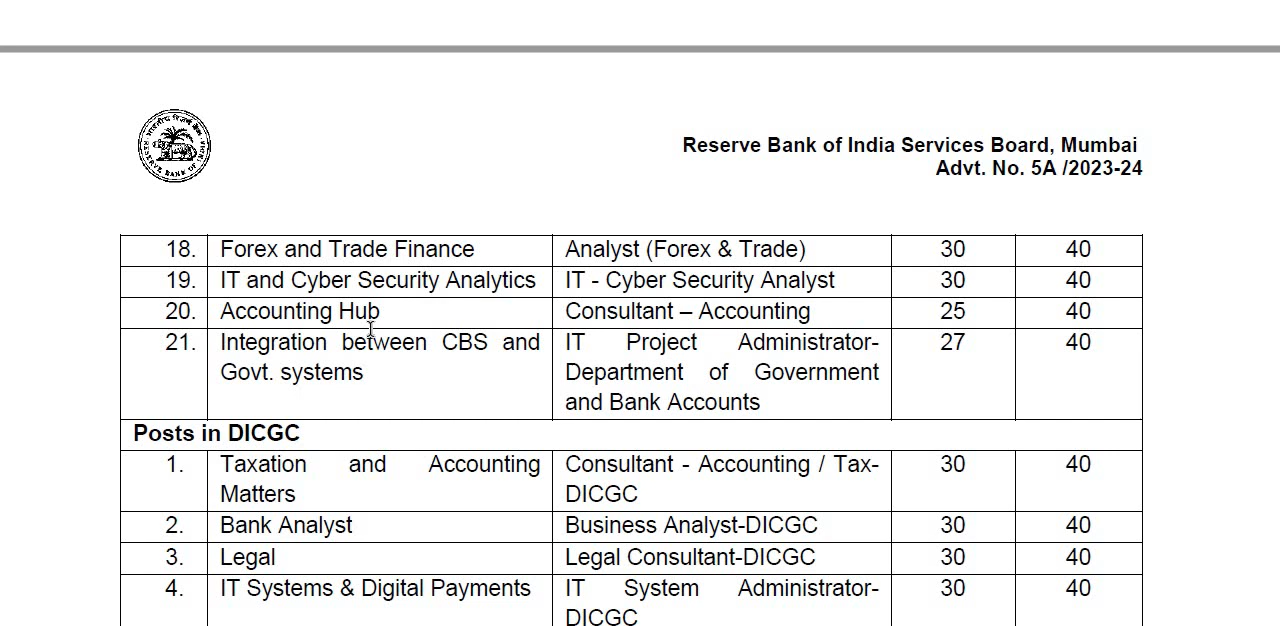 Reserve Bank of India Services Board, Mumbai
Advt. No. 5A /2023-24
RESERVE BANK OF INDIA
18. Forex and Trade Finance Analyst (Forex & Trade) 30 40
19. IT and Cyber Security Analytics IT - Cyber Security Analyst 30 40
20. Accounting Hub Consultant – Accounting 25 40
21. Integration between CBS and IT Project Administrator- 27 40
Govt. systems Department of Government
and Bank Accounts
Posts in DICGC
1. Taxation and Accounting Consultant - Accounting / Tax- 30 40
Matters DICGC
2. Bank Analyst Business Analyst-DICGC 30 40
3. Legal Legal Consultant-DICGC 30 40
4. IT Systems & Digital Payments IT System Administrator- 30 40
DICGC